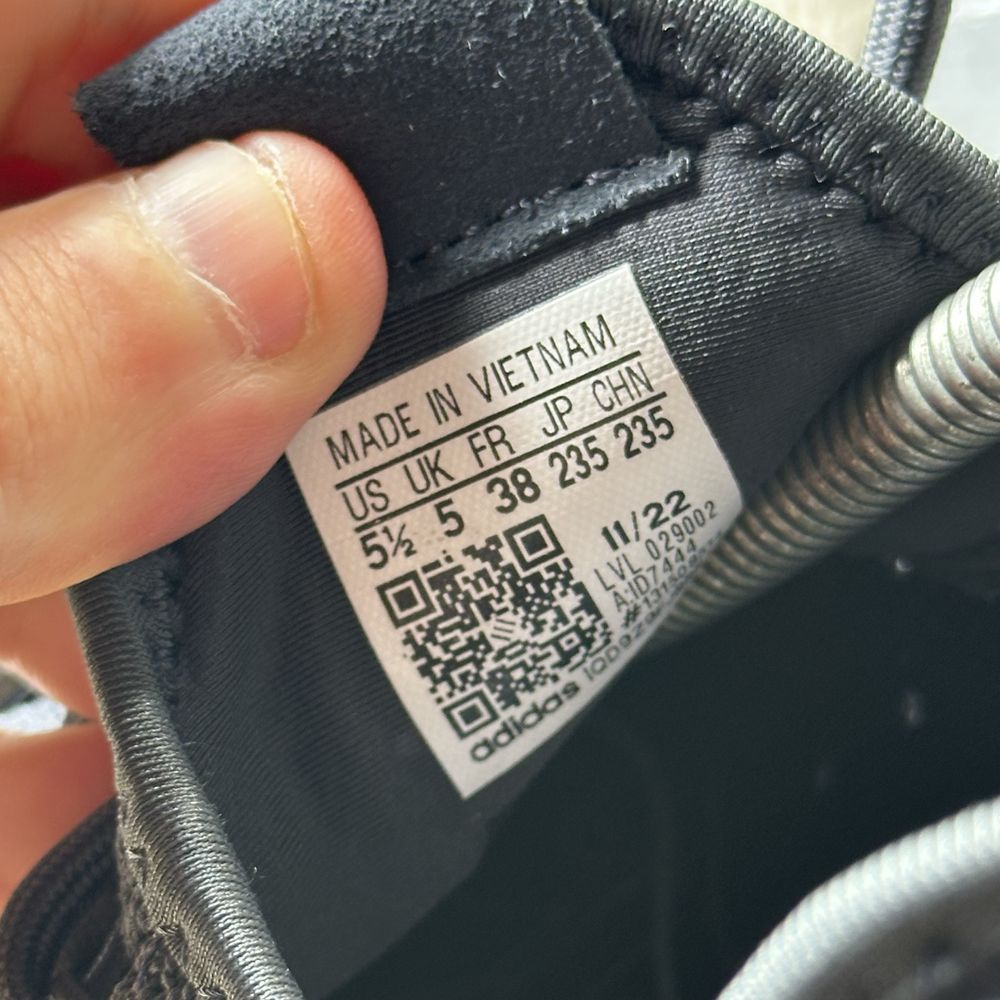 MADE IN VIETNAM
US UK FR JP CHN
5½ 5 38 235 235
11/22
LVL 029002
A:ID7444
adidas